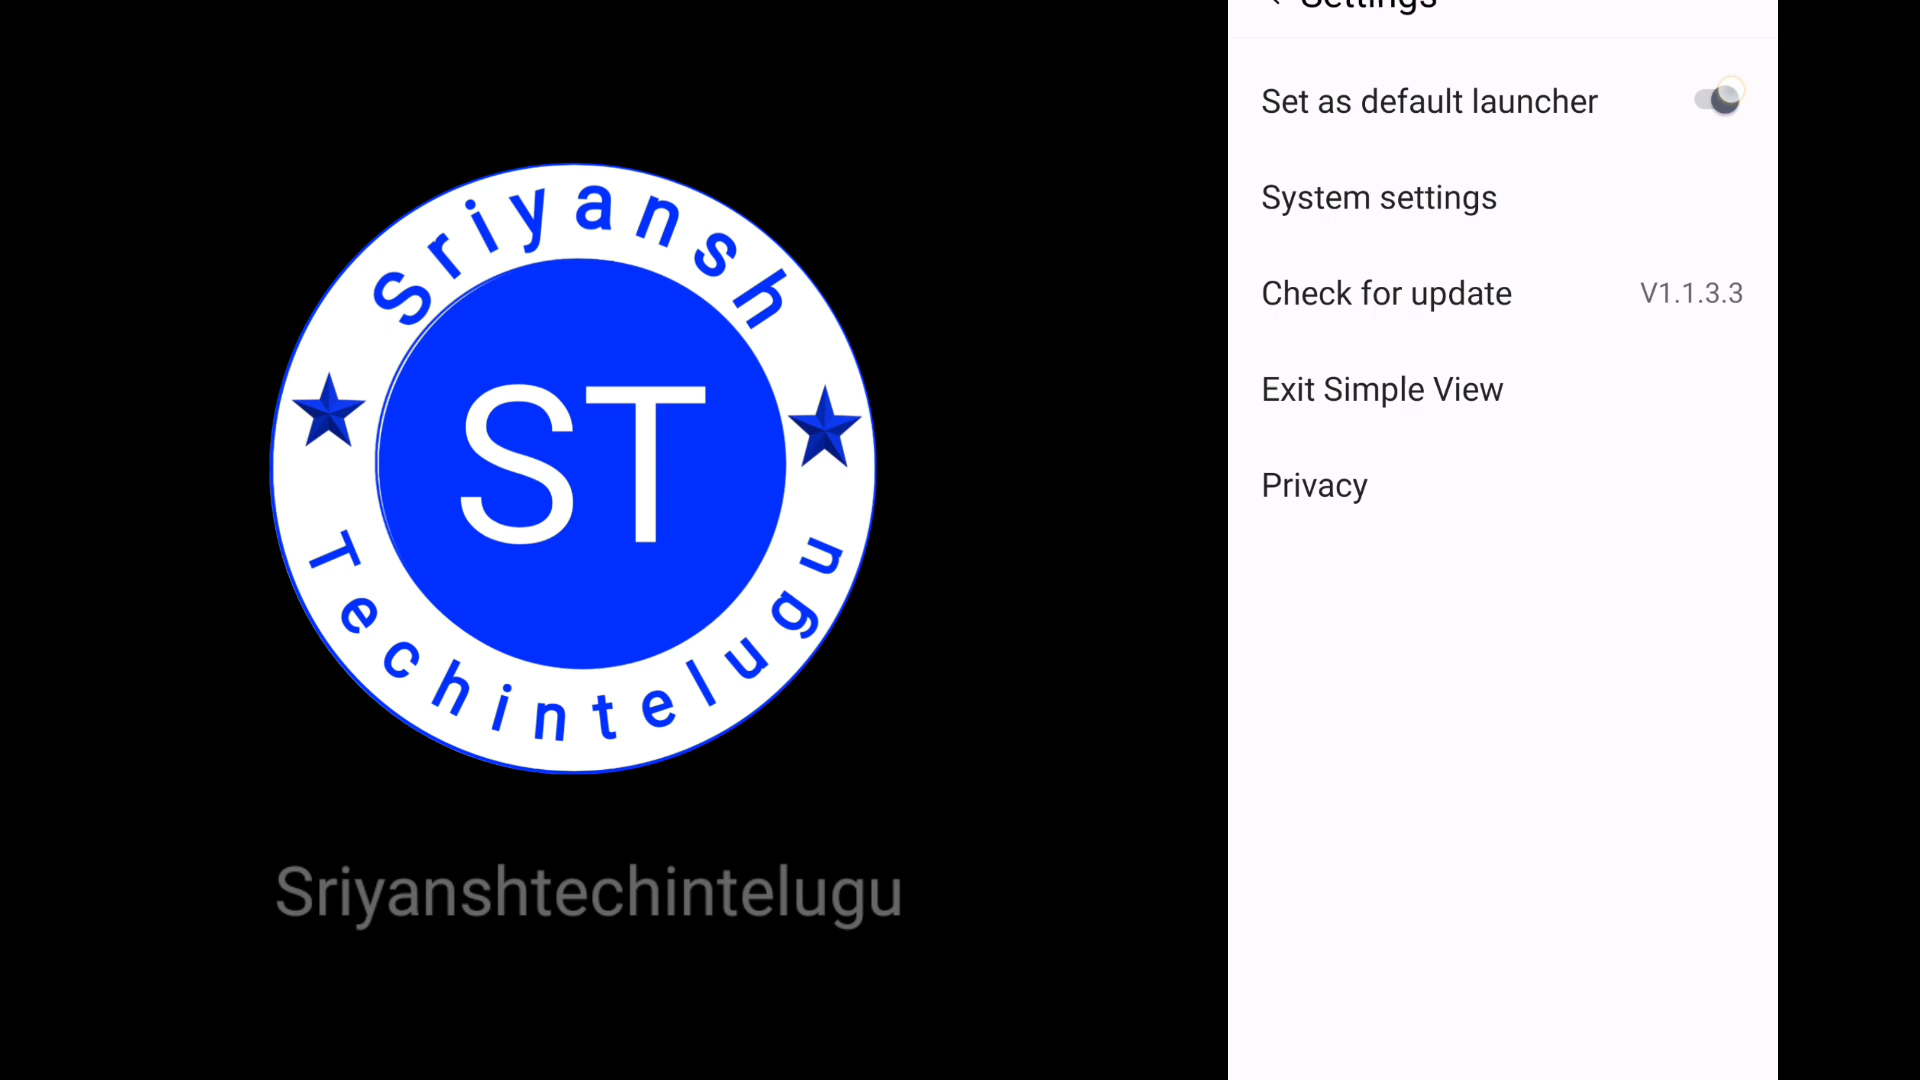 Sriyansh
ST
Techintelugu
Sriyanshtechintelugu
Settings
Set as default launcher
System settings
Check for update V1.1.3.3
Exit Simple View
Privacy